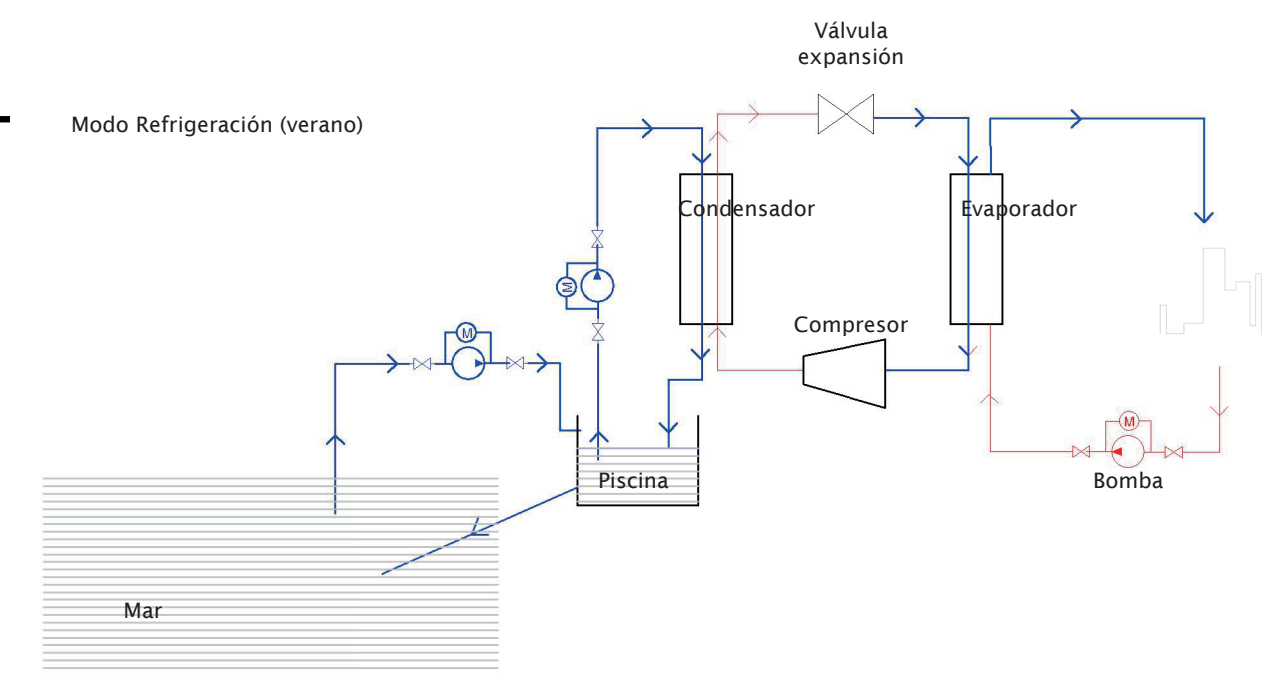 Válvula
expansión
Modo Refrigeración (verano)
Condensador
Evaporador
M
Compresor
M
M
Piscina
Bomba
Mar